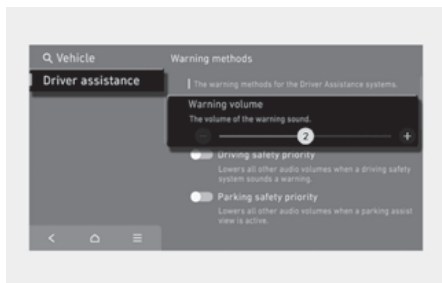 Vehicle
Warning methods
Driver assistance
The warning methods for the Driver Assistance systems.
Warning volume
The volume of the warning sound.
2
Driving safety priority
Lowers all other audio volumes when a driving safety
system sounds a warning.
Parking safety priority
Lowers all other audio volumes when a parking assist
view is active.